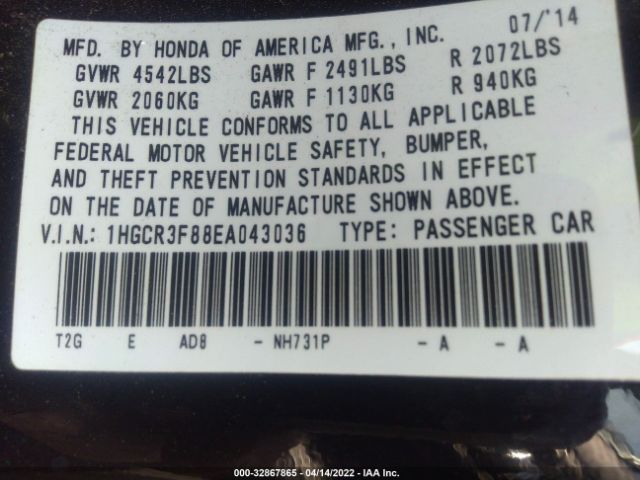 07/'14
MFD. BY HONDA OF AMERICA MFG., INC.
GVWR 4542LBS GAWR F 2491LBS R 2072LBS
GVWR 2060KG GAWR F 1130KG R 940KG
THIS VEHICLE CONFORMS TO ALL APPLICABLE
FEDERAL MOTOR VEHICLE SAFETY, BUMPER,
AND THEFT PREVENTION STANDARDS IN EFFECT
ON THE DATE OF MANUFACTURE SHOWN ABOVE.
V.I.N.: 1HGCR3F88EA043036 TYPE: PASSENGER CAR
T2G E AD8 - NH731P - A - A
000-32867865 - 04/14/2022 - IAA Inc.